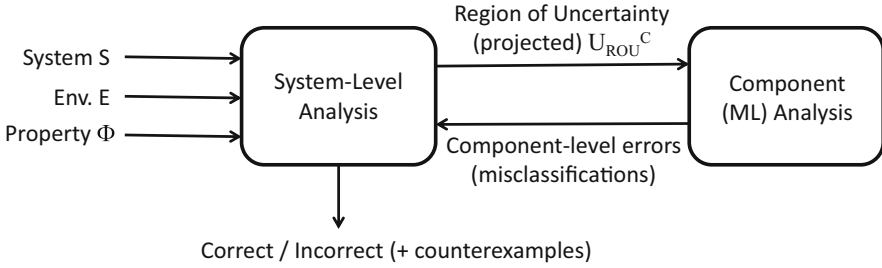 System S
Env. E
Property Φ
System-Level
Analysis
Region of Uncertainty
(projected) U_ROU^C
Component-level errors
(misclassifications)
Component
(ML) Analysis
Correct / Incorrect (+ counterexamples)